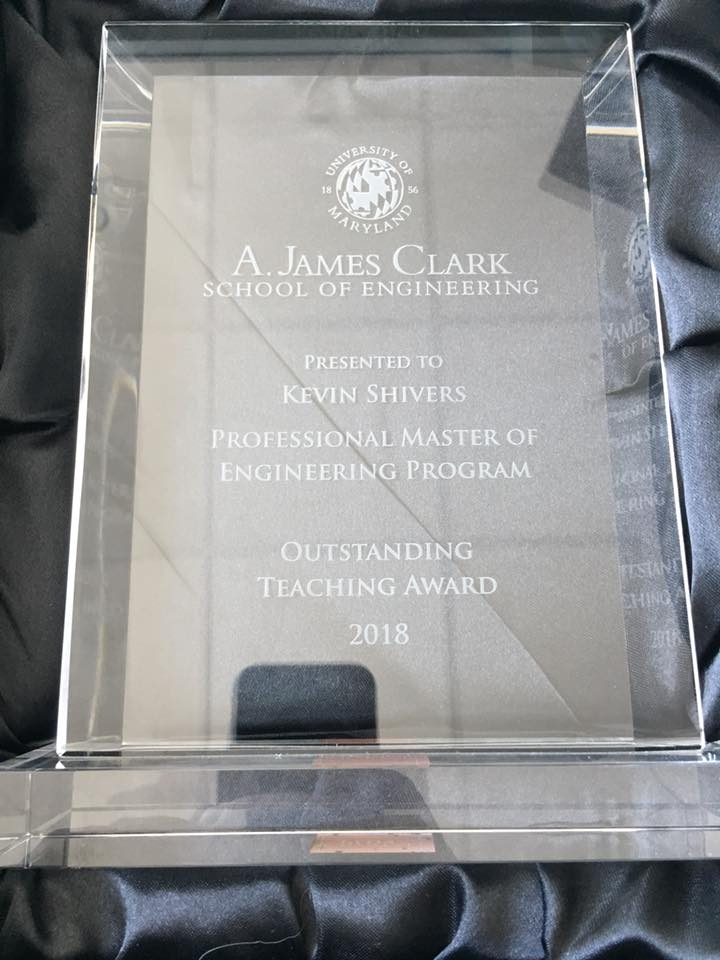 UNIVERSITY OF
18 56
MARYLAND
A. JAMES CLARK
SCHOOL OF ENGINEERING
PRESENTED TO
KEVIN SHIVERS
PROFESSIONAL MASTER OF
ENGINEERING PROGRAM
OUTSTANDING
TEACHING AWARD
2018